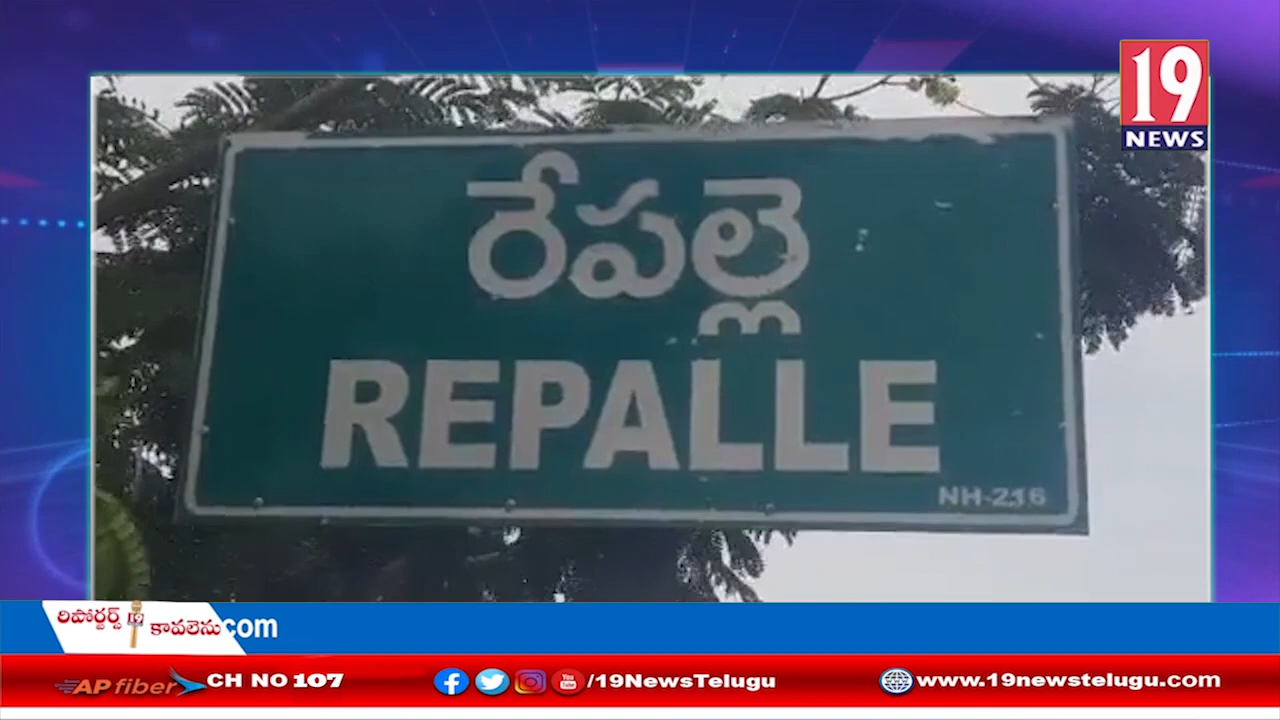 19
NEWS
రేపల్లె
REPALLE
NH-216
రిపోర్టర్స్
కావలెను
com
AP fiber CH NO 107
/19NewsTelugu
www.19newstelugu.com